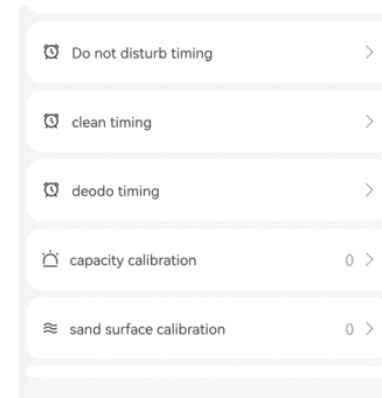 Do not disturb timing
clean timing
deodo timing
capacity calibration 0
sand surface calibration 0